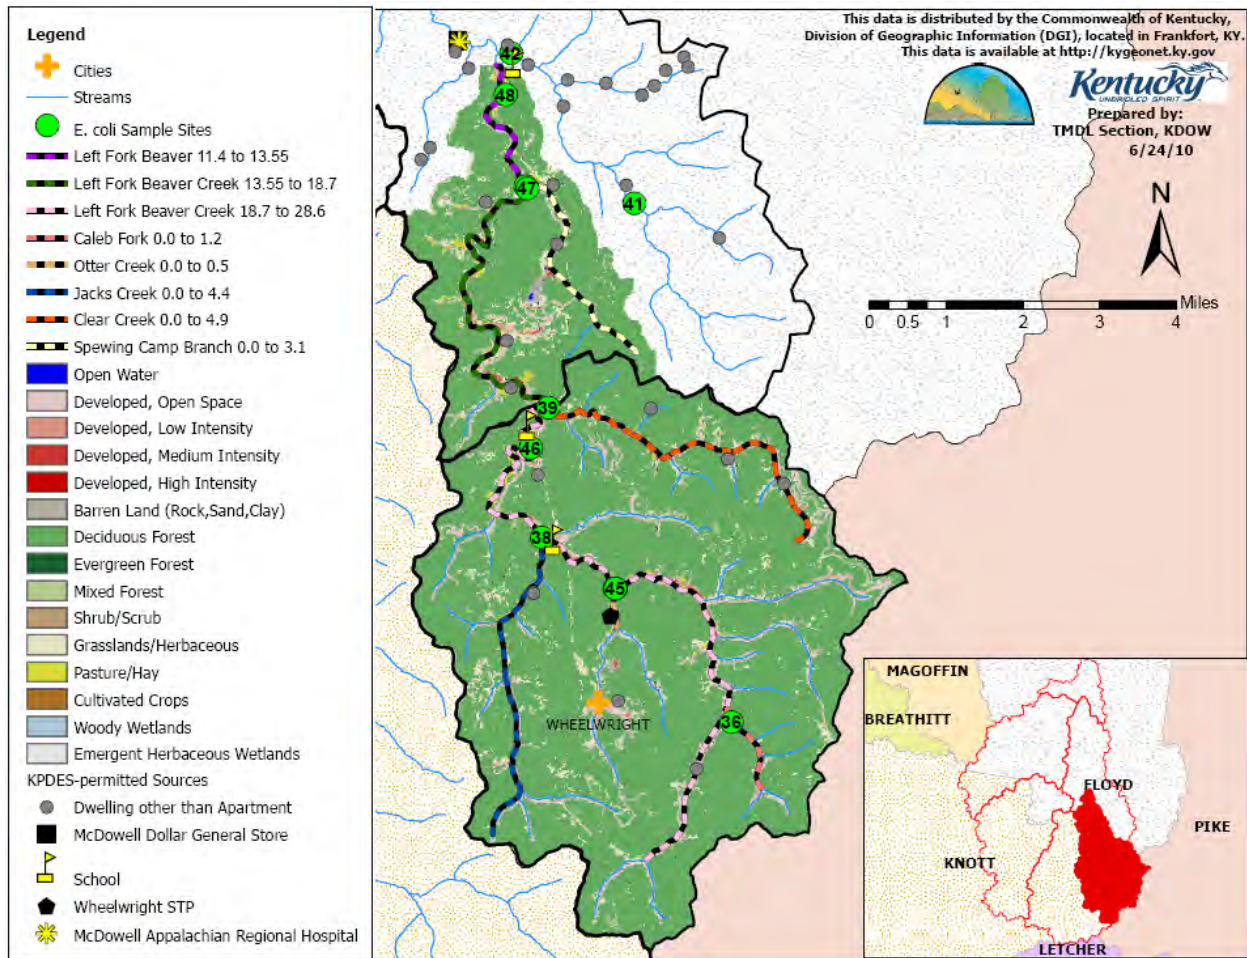 Legend
Cities
Streams
E. coli Sample Sites
Left Fork Beaver 11.4 to 13.55
Left Fork Beaver Creek 13.55 to 18.7
Left Fork Beaver Creek 18.7 to 28.6
Caleb Fork 0.0 to 1.2
Otter Creek 0.0 to 0.5
Jacks Creek 0.0 to 4.4
Clear Creek 0.0 to 4.9
Spewing Camp Branch 0.0 to 3.1
Open Water
Developed, Open Space
Developed, Low Intensity
Developed, Medium Intensity
Developed, High Intensity
Barren Land (Rock,Sand,Clay)
Deciduous Forest
Evergreen Forest
Mixed Forest
Shrub/Scrub
Grasslands/Herbaceous
Pasture/Hay
Cultivated Crops
Woody Wetlands
Emergent Herbaceous Wetlands
KPDES-permitted Sources
Dwelling other than Apartment
McDowell Dollar General Store
School
Wheelwright STP
McDowell Appalachian Regional Hospital
This data is distributed by the Commonwealth of Kentucky,
Division of Geographic Information (DGI), located in Frankfort, KY.
This data is available at http://kygeonet.ky.gov
Kentucky
UNBRIDLED SPIRIT
Prepared by:
TMDL Section, KDOW
6/24/10
N
Miles
0 0.5 1 2 3 4
42
48
47
41
39
46
38
45
36
WHEELWRIGHT
MAGOFFIN
BREATHITT
FLOYD
PIKE
KNOTT
LETCHER